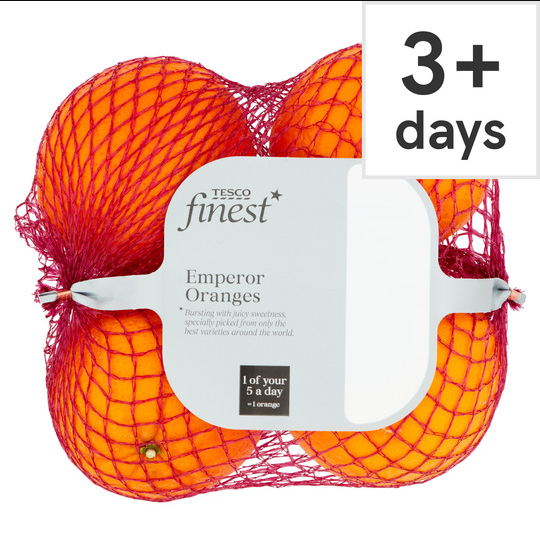 3+
days
TESCO
finest*
Emperor
Oranges
* Bursting with juicy sweetness,
specially picked from only the
best varieties around the world.
1 of your
5 a day
= 1 orange